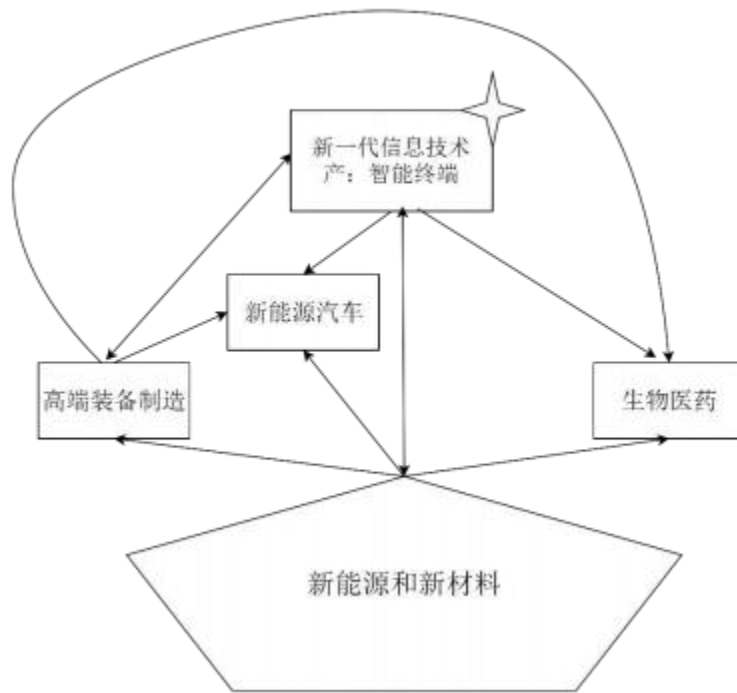 新一代信息技术
产：智能终端
新能源汽车
高端装备制造
生物医药
新能源和新材料